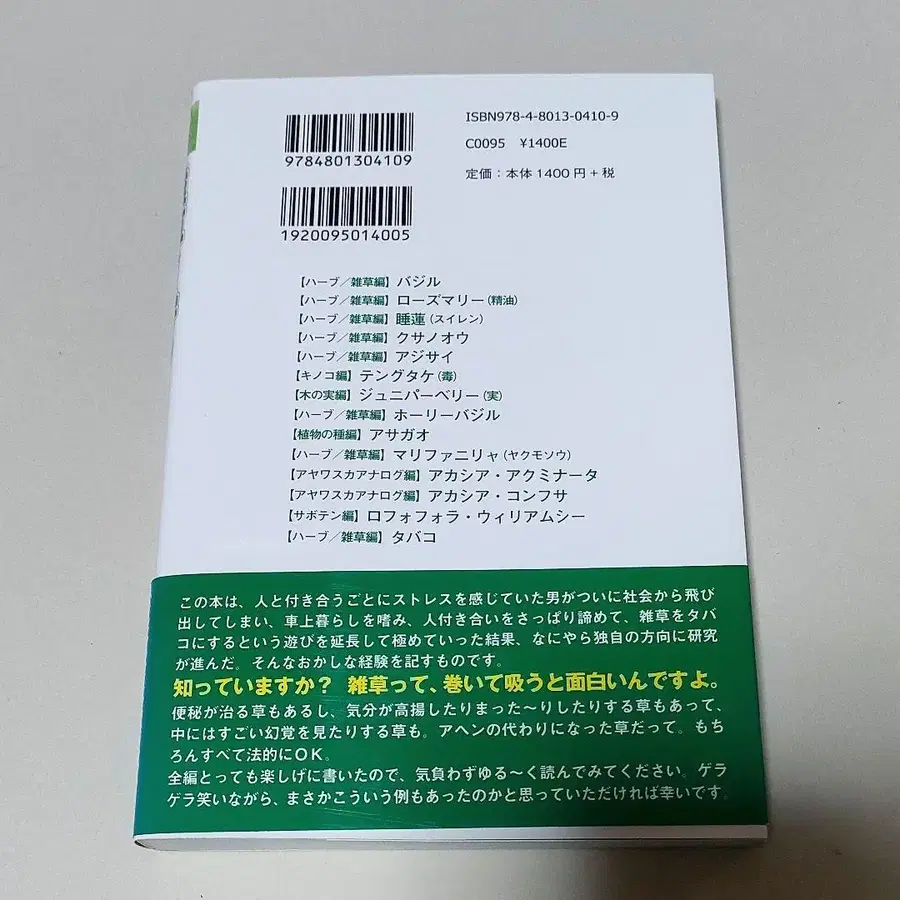 ISBN978-4-8013-0410-9
C0095 ¥1400E
定価：本体1400円＋税
9784801304109
1920095014005
【ハーブ／雑草編】バジル
【ハーブ／雑草編】ローズマリー（精油）
【ハーブ／雑草編】睡蓮（スイレン）
【ハーブ／雑草編】クサノオウ
【ハーブ／雑草編】アジサイ
【キノコ編】テングタケ（毒）
【木の実編】ジュニパーベリー（実）
【ハーブ／雑草編】ホーリーバジル
【植物の種編】アサガオ
【ハーブ／雑草編】マリファニリャ（ヤクモソウ）
【アヤワスカアナログ編】アカシア・アクミナータ
【アヤワスカアナログ編】アカシア・コンフサ
【サボテン編】ロフォフォラ・ウィリアムシー
【ハーブ／雑草編】タバコ
この本は、人と付き合うごとにストレスを感じていた男がついに社会から飛び
出してしまい、車上暮らしを嗜み、人付き合いをさっぱり諦めて、雑草をタバ
コにするという遊びを延長して極めていった結果、なにやら独自の方向に研究
が進んだ。そんなおかしな経験を記すものです。
知っていますか？ 雑草って、巻いて吸うと面白いんですよ。
便秘が治る草もあるし、気分が高揚したりまった〜りしたりする草もあって、
中にはすごい幻覚を見たりする草も。アヘンの代わりになった草だって。もち
ろんすべて法的にOK。
全編とっても楽しげに書いたので、気負わずゆる〜く読んでみてください。ゲラ
ゲラ笑いながら、まさかこういう例もあったのかと思っていただければ幸いです。